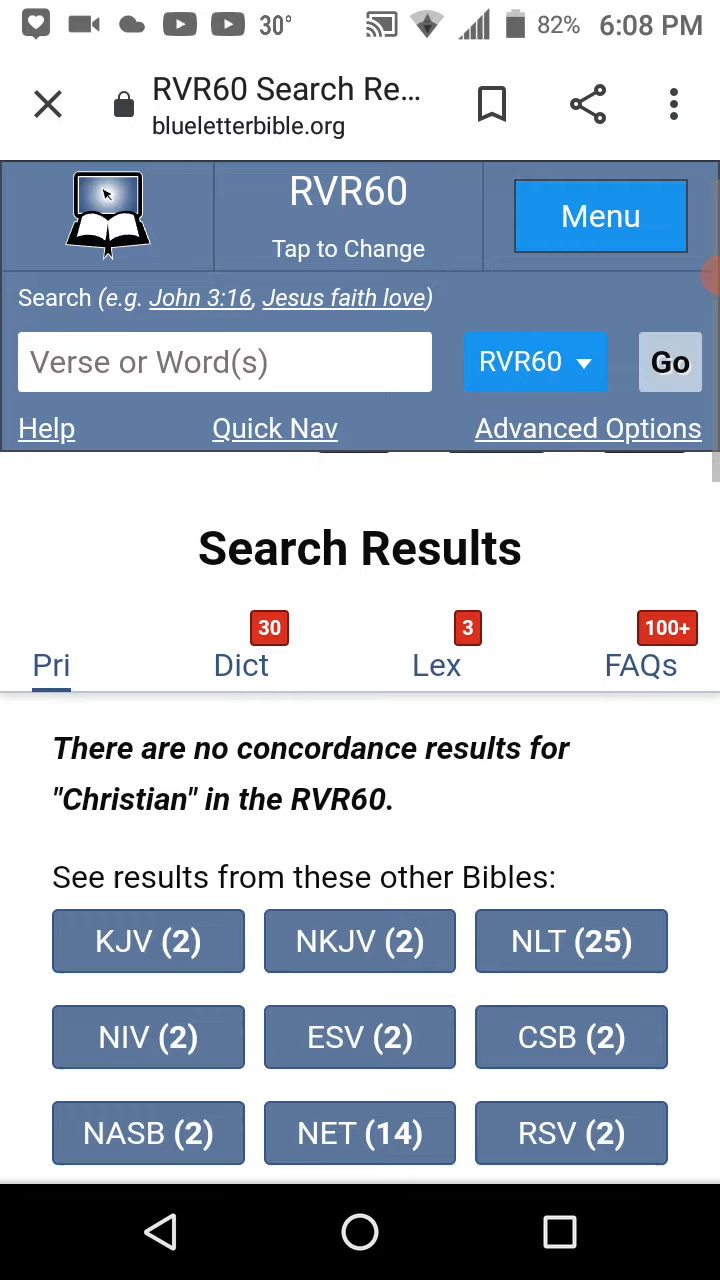 30° 82% 6:08 PM
RVR60 Search Re...
blueletterbible.org
RVR60
Tap to Change
Menu
Search (e.g. John 3:16, Jesus faith love)
Verse or Word(s) RVR60 Go
Help Quick Nav Advanced Options
Search Results
30 3 100+
Pri Dict Lex FAQs
There are no concordance results for
"Christian" in the RVR60.
See results from these other Bibles:
KJV (2) NKJV (2) NLT (25)
NIV (2) ESV (2) CSB (2)
NASB (2) NET (14) RSV (2)